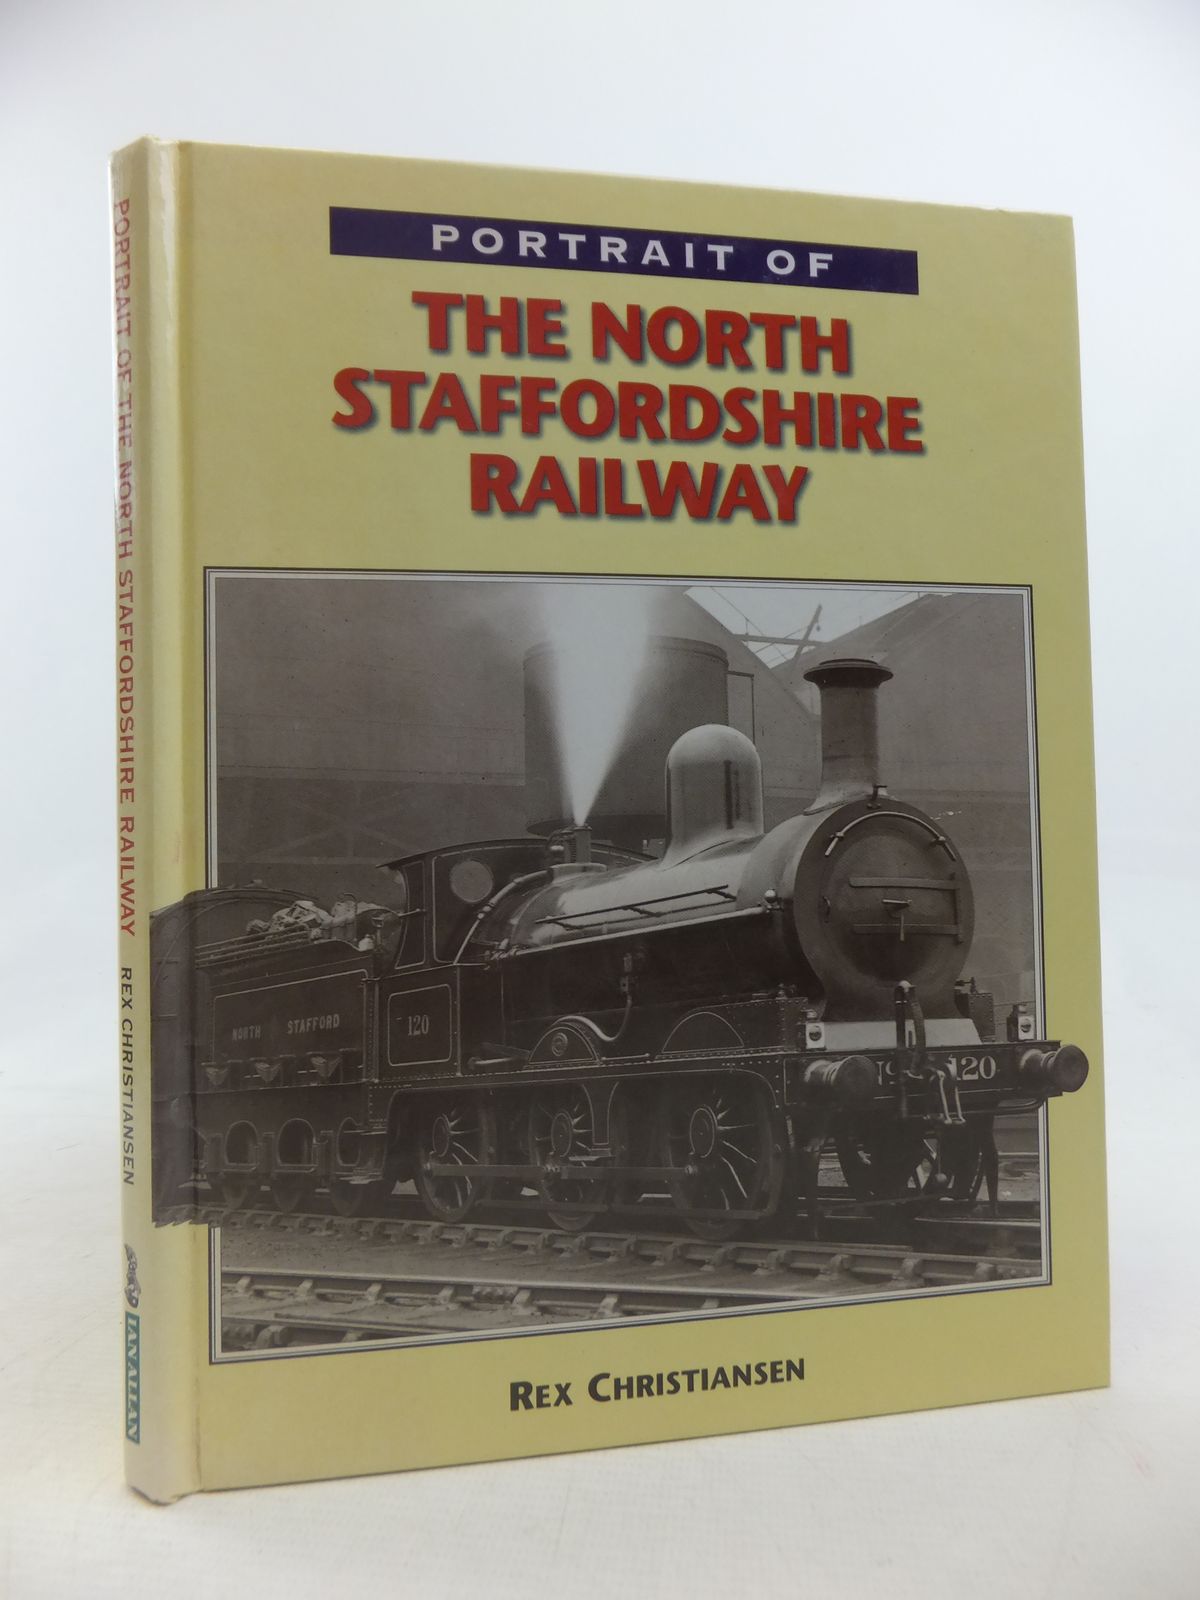 PORTRAIT OF
THE NORTH
STAFFORDSHIRE
RAILWAY
NORTH STAFFORD
120
No 120
REX CHRISTIANSEN
PORTRAIT OF THE NORTH STAFFORDSHIRE RAILWAY REX CHRISTIANSEN
IAN ALLAN